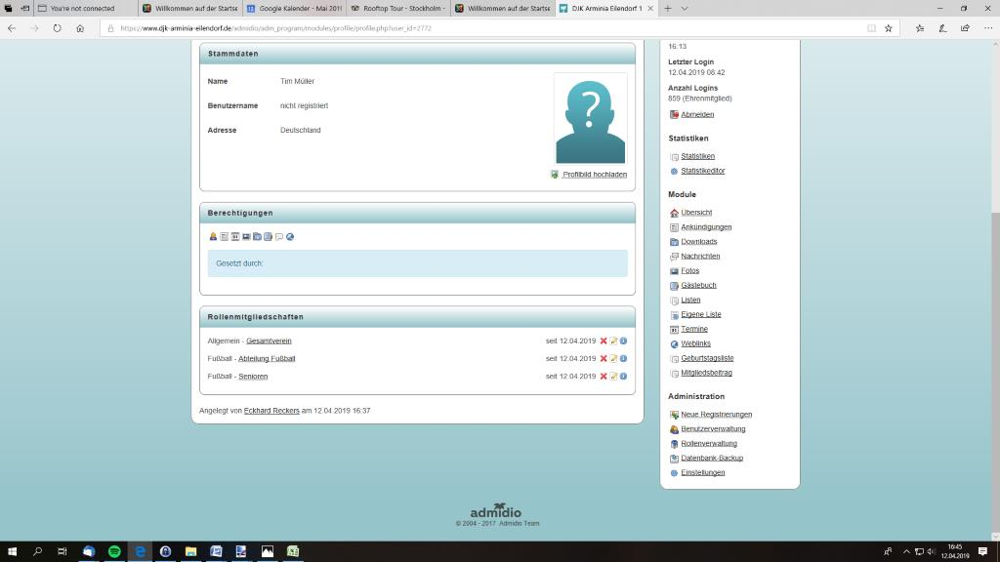 You're not connected
Willkommen auf der Startse
Google Kalender - Mai 2019
Rooftop Tour - Stockholm -
Willkommen auf der Startse
DJK Arminia Eilendorf 1
https://www.djk-arminia-eilendorf.de/admidio/adm_program/modules/profile/profile.php?user_id=2772
Stammdaten
Name Tim Müller
Benutzername nicht registriert
Adresse Deutschland
Profilbild hochladen
Berechtigungen
Gesetzt durch:
Rollenmitgliedschaften
Allgemein - Gesamtverein seit 12.04.2019
Fußball - Abteilung Fußball seit 12.04.2019
Fußball - Senioren seit 12.04.2019
Angelegt von Eckhard Reckers am 12.04.2019 16:37
16:13
Letzter Login
12.04.2019 08:42
Anzahl Logins
859 (Ehrenmitglied)
Abmelden
Statistiken
Statistiken
Statistikeditor
Module
Übersicht
Ankündigungen
Downloads
Nachrichten
Fotos
Gästebuch
Listen
Eigene Liste
Termine
Weblinks
Geburtstagsliste
Mitgliedsbeitrag
Administration
Neue Registrierungen
Benutzerverwaltung
Rollenverwaltung
Datenbank-Backup
Einstellungen
admidio
© 2004 - 2017 Admidio Team
16:45
12.04.2019